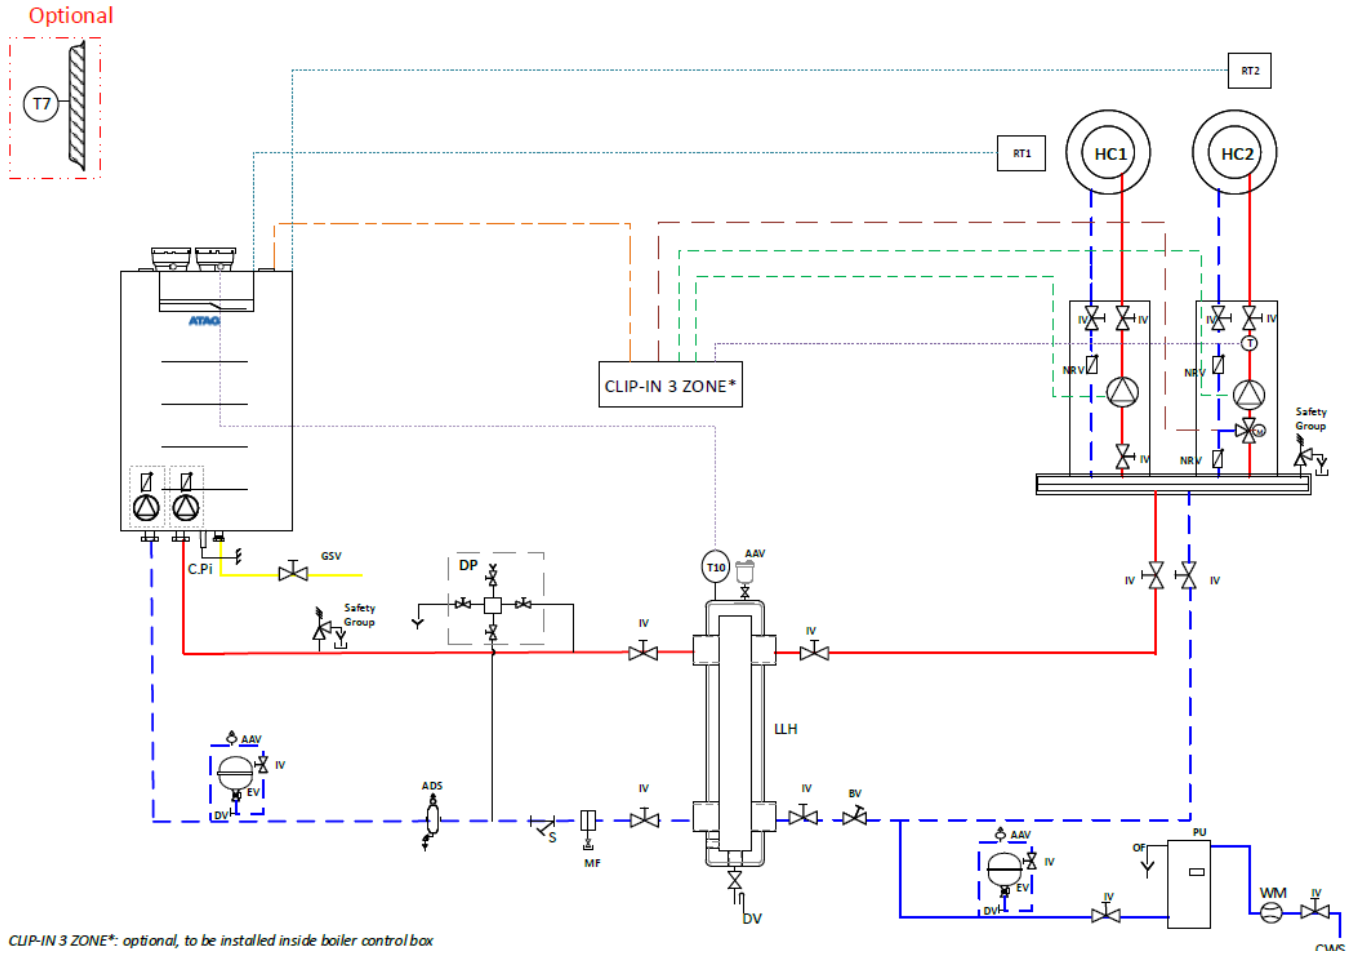 Optional
T7
RT2
RT1
HC1
HC2
ATAG
CLIP-IN 3 ZONE*
IV
IV
IV
IV
T
NRV
NRV
M
Safety
Group
IV
NRV
C.Pi
GSV
DP
T10
AAV
IV
IV
Safety
Group
IV
IV
LLH
AAV
IV
EV
DV
ADS
S
MF
IV
IV
BV
DV
AAV
IV
EV
DV
OF
PU
IV
WM
IV
CWS
CLIP-IN 3 ZONE*: optional, to be installed inside boiler control box